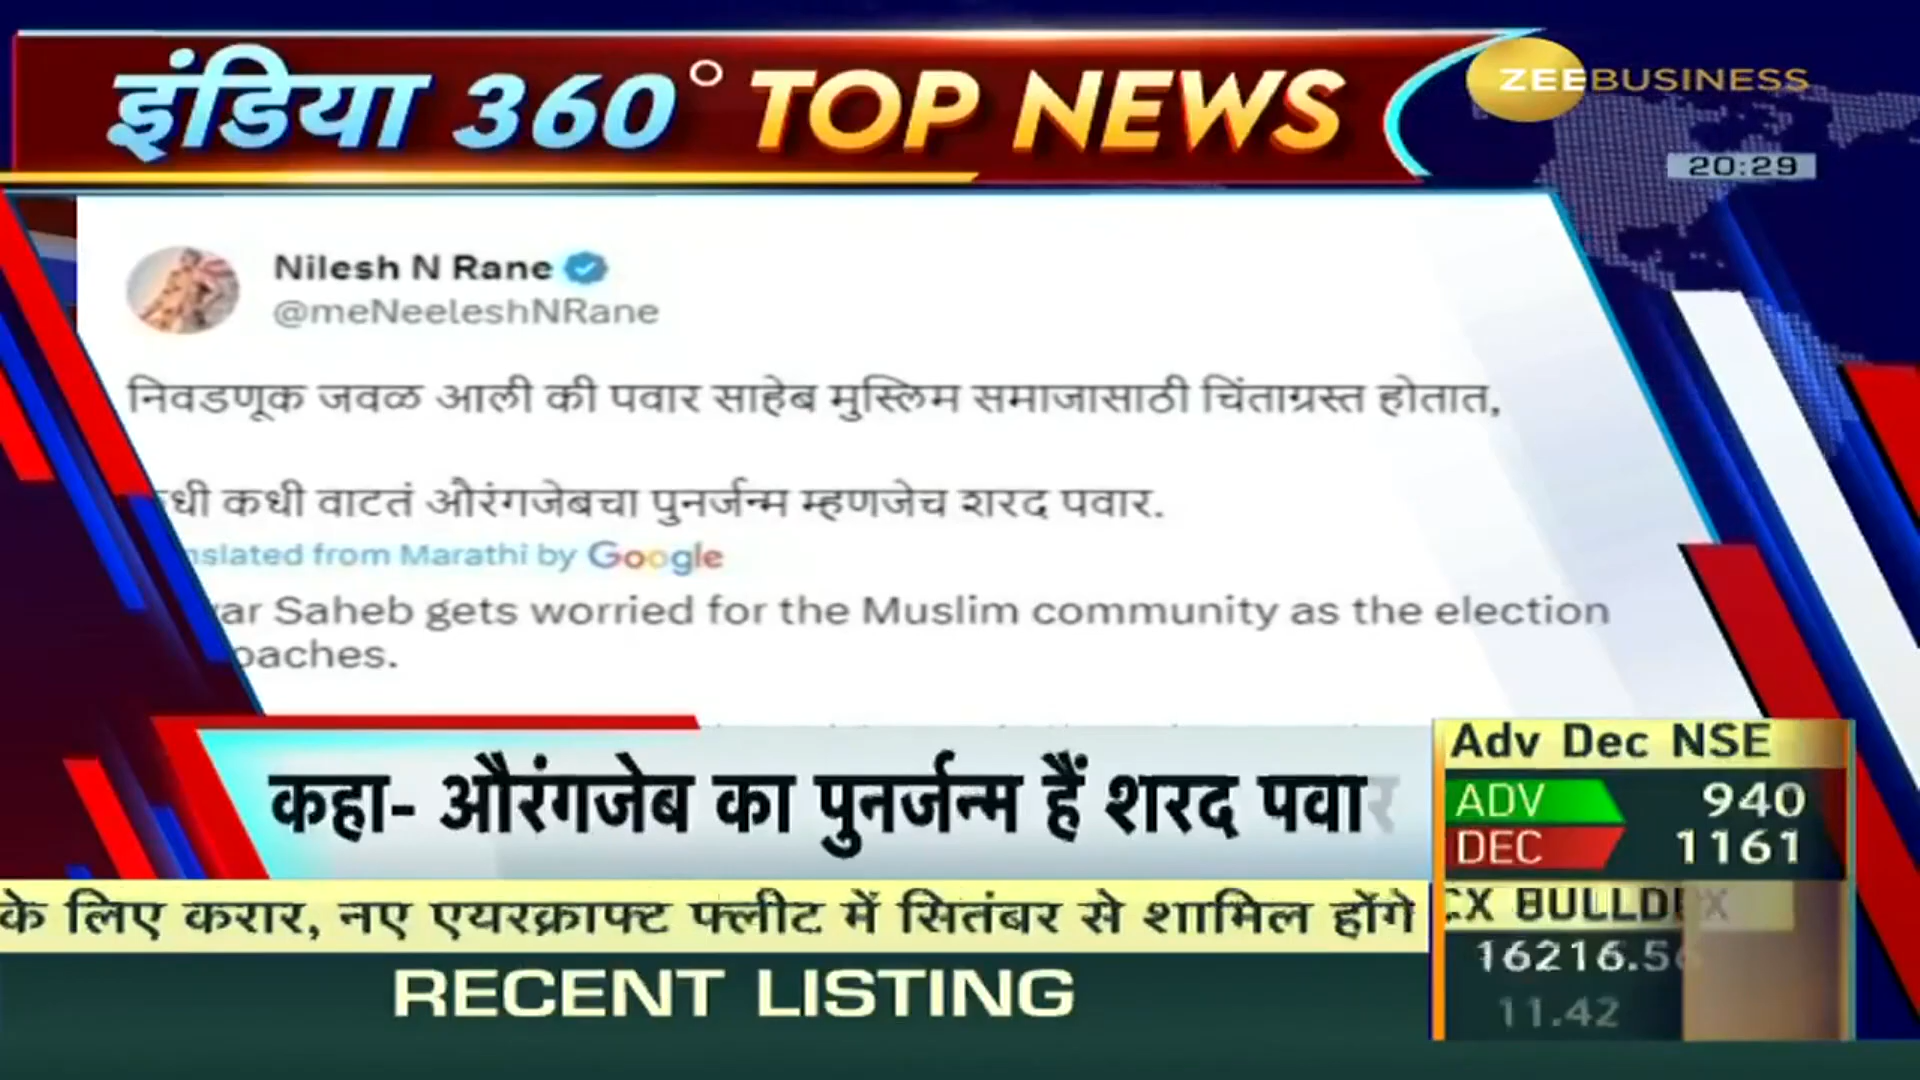 इंडिया 360° TOP NEWS
ZEEBUSINESS
20:29
Nilesh N Rane
@meNeeleshNRane
निवडणूक जवळ आली की पवार साहेब मुस्लिम समाजासाठी चिंताग्रस्त होतात,
कधी वाटतं औरंगजेबचा पुनर्जन्म म्हणजेच शरद पवार.
from Marathi by Google
Saheb gets worried for the Muslim community as the election
कहा- औरंगजेब का पुनर्जन्म हैं शरद पवार
Adv Dec NSE
ADV 940
DEC 1161
के लिए करार, नए एयरक्राफ्ट फ्लीट में सितंबर से शामिल होंगे
BULLDEX
16216.56
11.42
RECENT LISTING